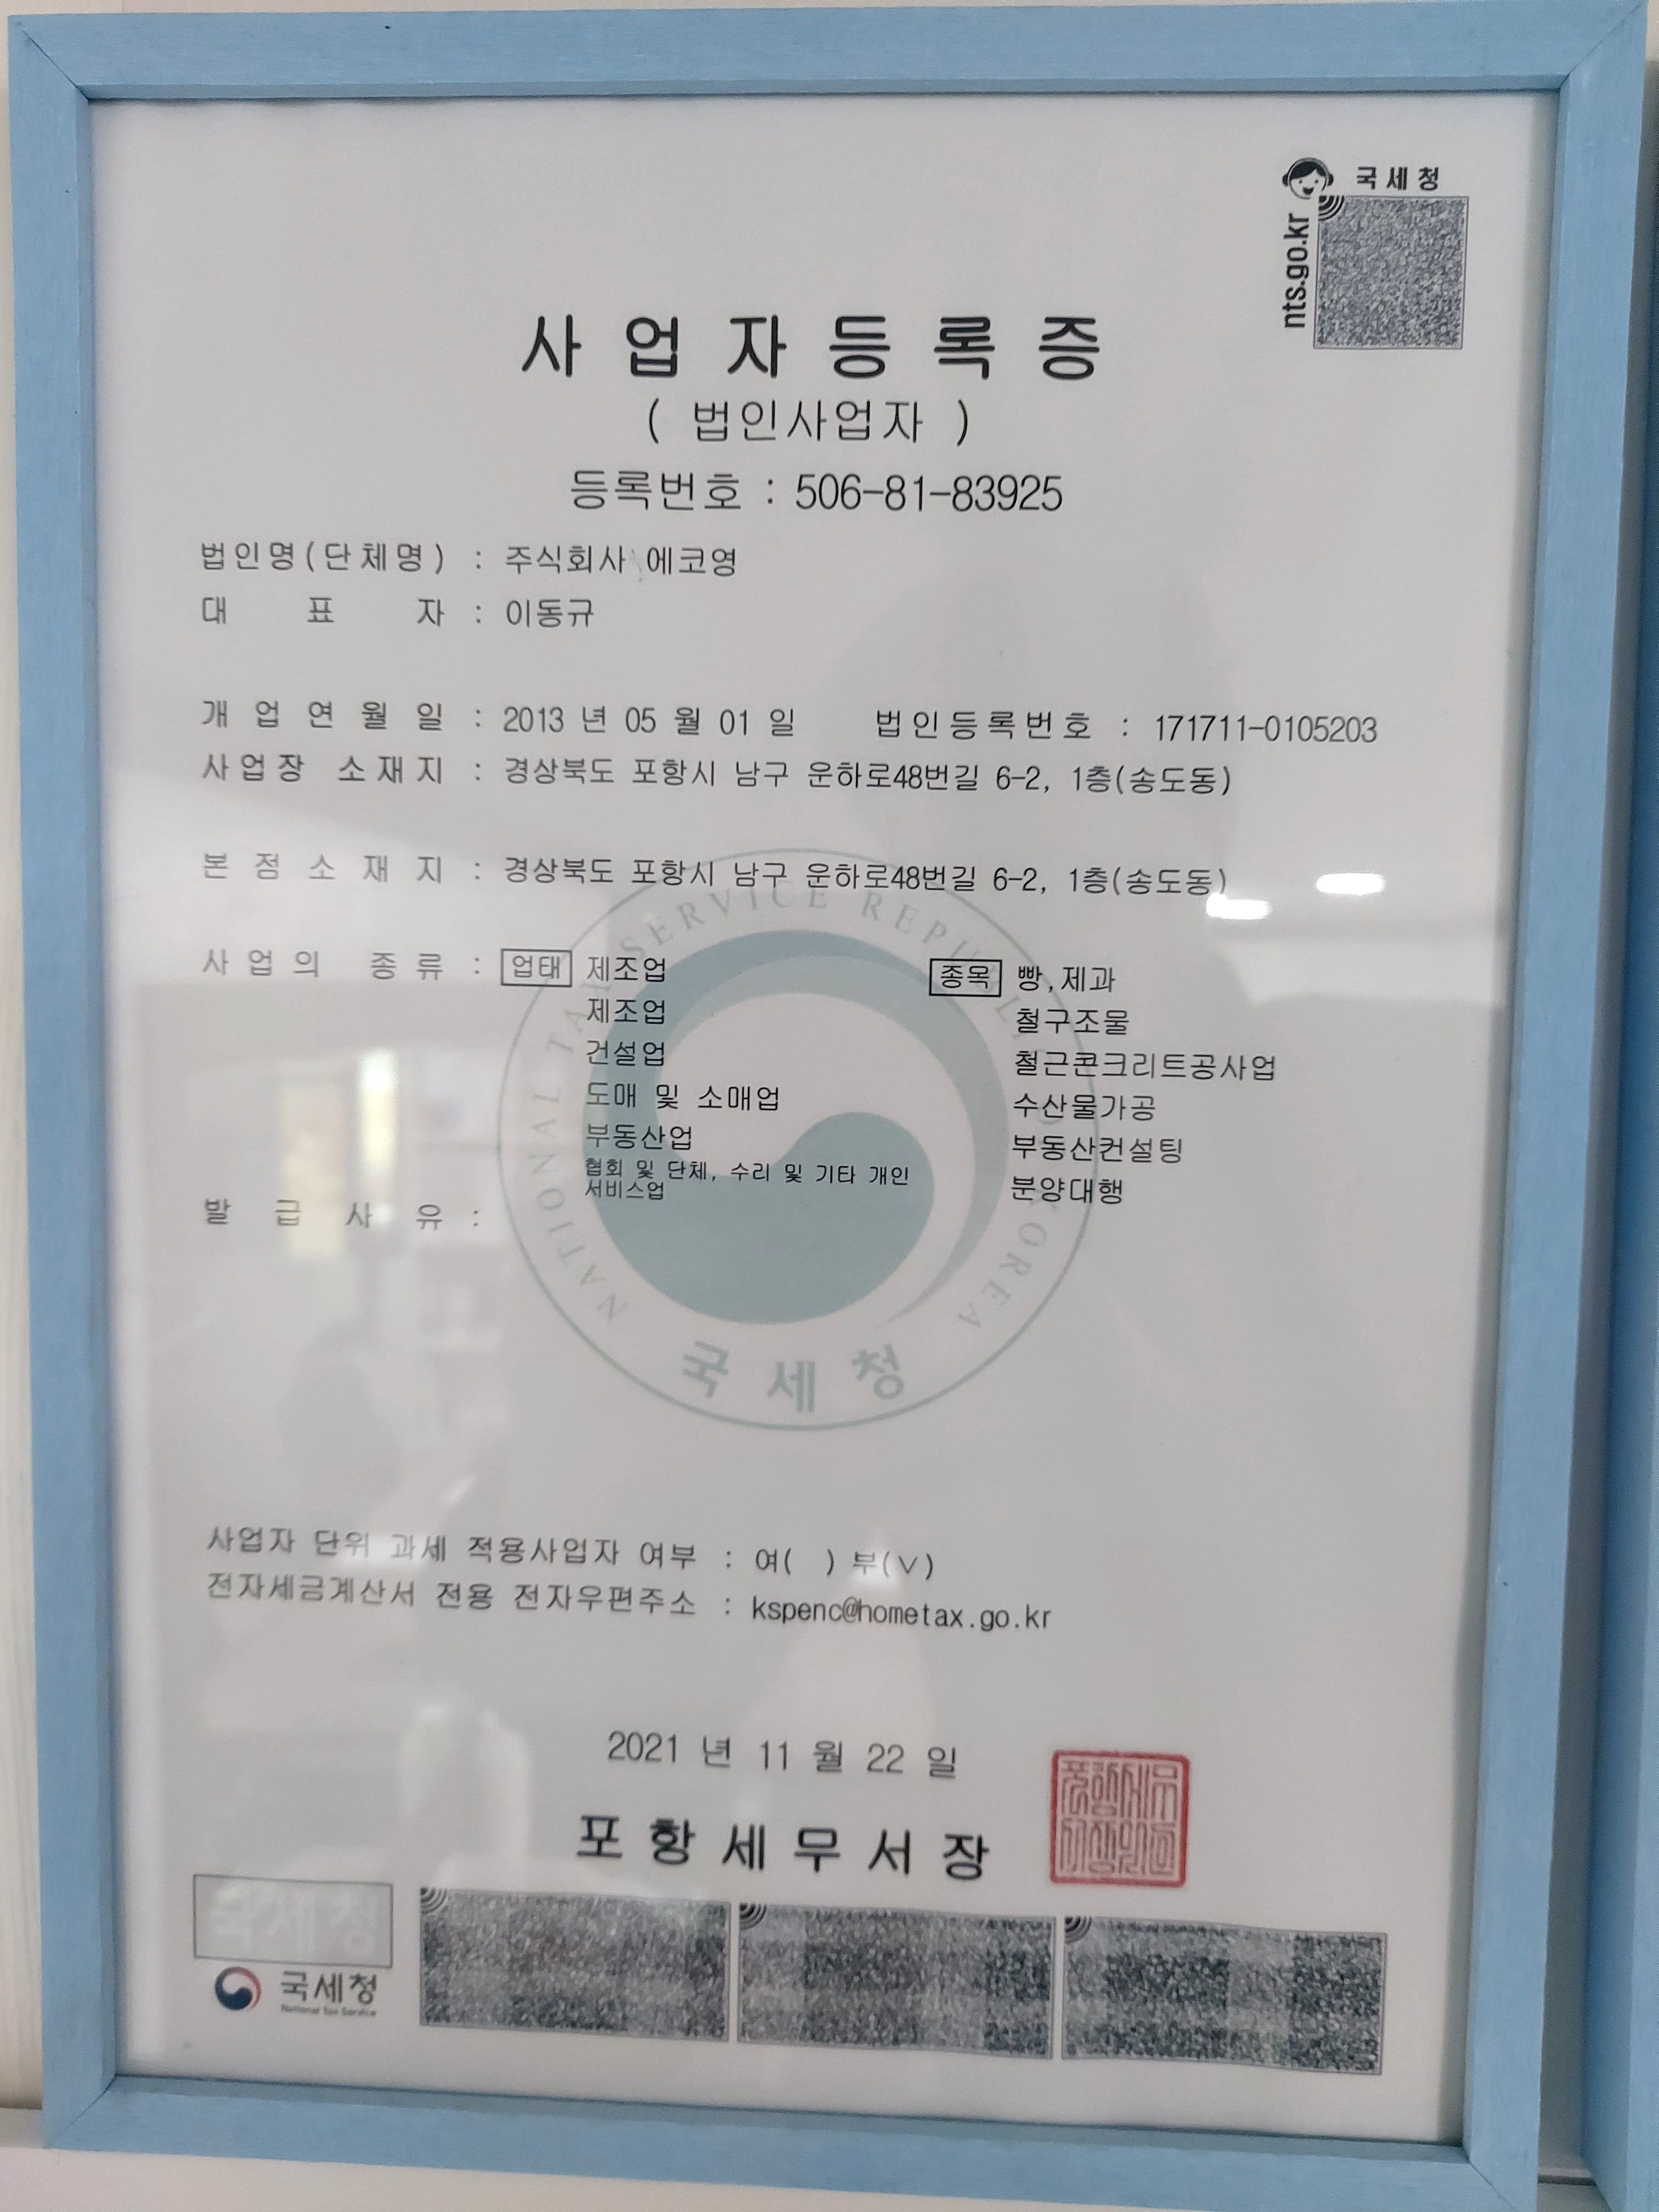 국세청
nts.go.kr
사업자등록증
( 법인사업자 )
등록번호 : 506-81-83925
법인명(단체명) : 주식회사 에코영
대 표 자 : 이동규
개 업 연 월 일 : 2013 년 05 월 01 일 법인등록번호 : 171711-0105203
사업장 소재지 : 경상북도 포항시 남구 운하로48번길 6-2, 1층(송도동)
본 점 소 재 지 : 경상북도 포항시 남구 운하로48번길 6-2, 1층(송도동)
사 업 의 종 류 : 업태 제조업 종목 빵,제과
제조업 철구조물
건설업 철근콘크리트공사업
도매 및 소매업 수산물가공
부동산업 부동산컨설팅
협회 및 단체, 수리 및 기타 개인 분양대행
서비스업
발 급 사 유 :
NATIONAL TAX SERVICE REPUBLIC OF KOREA
국세청
사업자 단위 과세 적용사업자 여부 : 여( ) 부(∨)
전자세금계산서 전용 전자우편주소 : kspenc@hometax.go.kr
2021 년 11 월 22 일
포항세무서장
국세청
국세청
National Tax Service